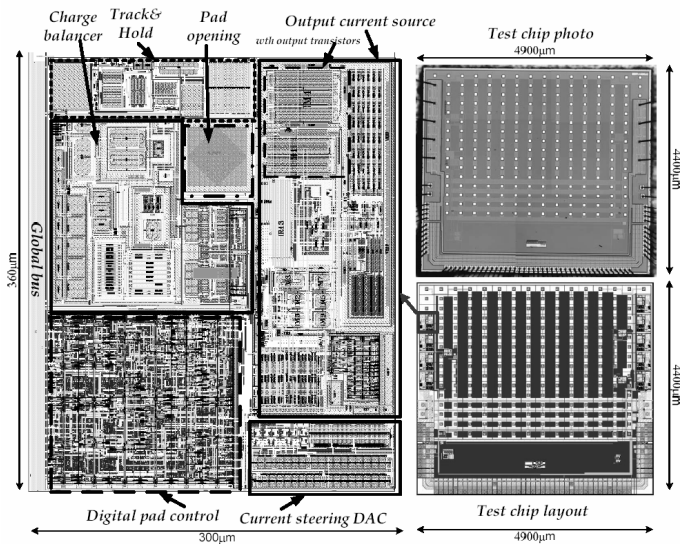 Charge
balancer
Track&
Hold
Pad
opening
Output current source
wth output transistors
Test chip photo
4900µm
4400µm
360µm
Global bus
4400µm
Digital pad control
Current steering DAC
Test chip layout
300µm
4900µm